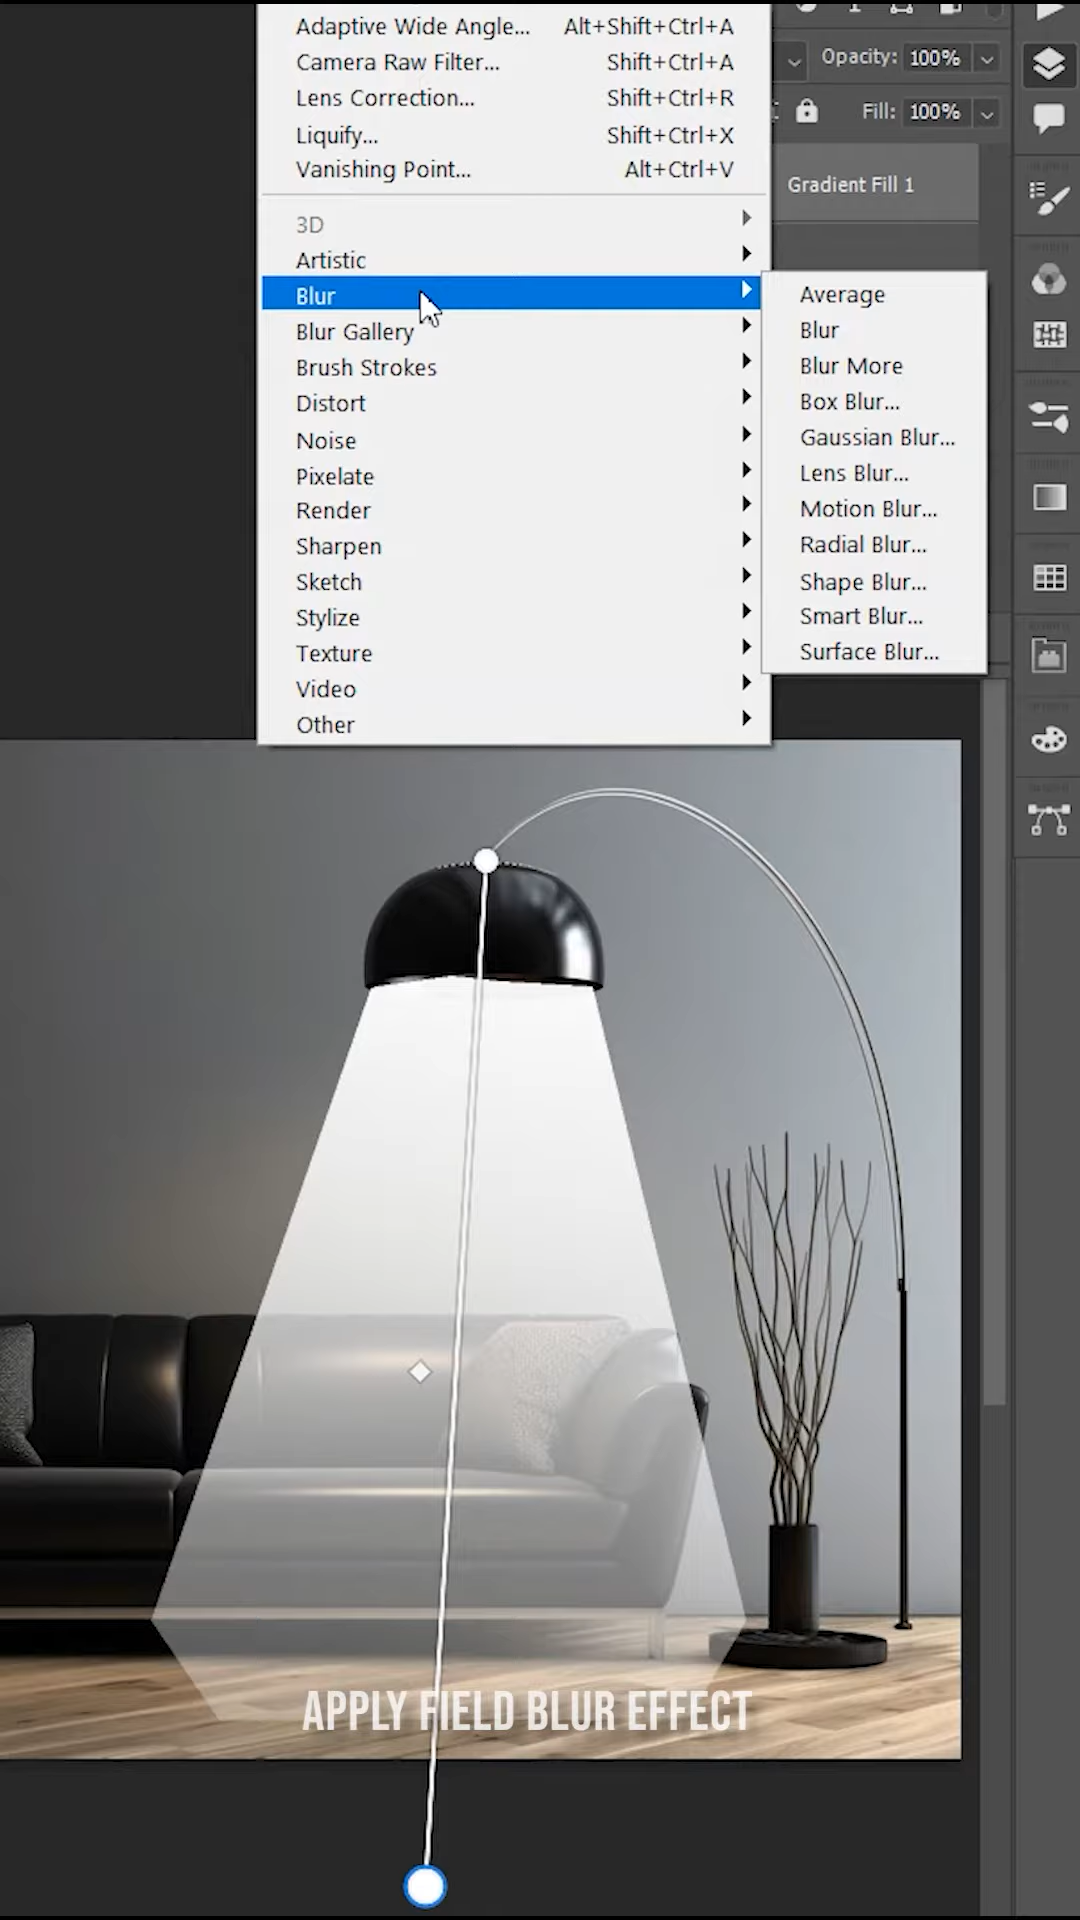 Adaptive Wide Angle... Alt+Shift+Ctrl+A
Camera Raw Filter... Shift+Ctrl+A
Lens Correction... Shift+Ctrl+R
Liquify... Shift+Ctrl+X
Vanishing Point... Alt+Ctrl+V
3D
Artistic
Blur
Blur Gallery
Brush Strokes
Distort
Noise
Pixelate
Render
Sharpen
Sketch
Stylize
Texture
Video
Other
Average
Blur
Blur More
Box Blur...
Gaussian Blur...
Lens Blur...
Motion Blur...
Radial Blur...
Shape Blur...
Smart Blur...
Surface Blur...
Opacity: 100%
Fill: 100%
Gradient Fill 1
APPLY FIELD BLUR EFFECT